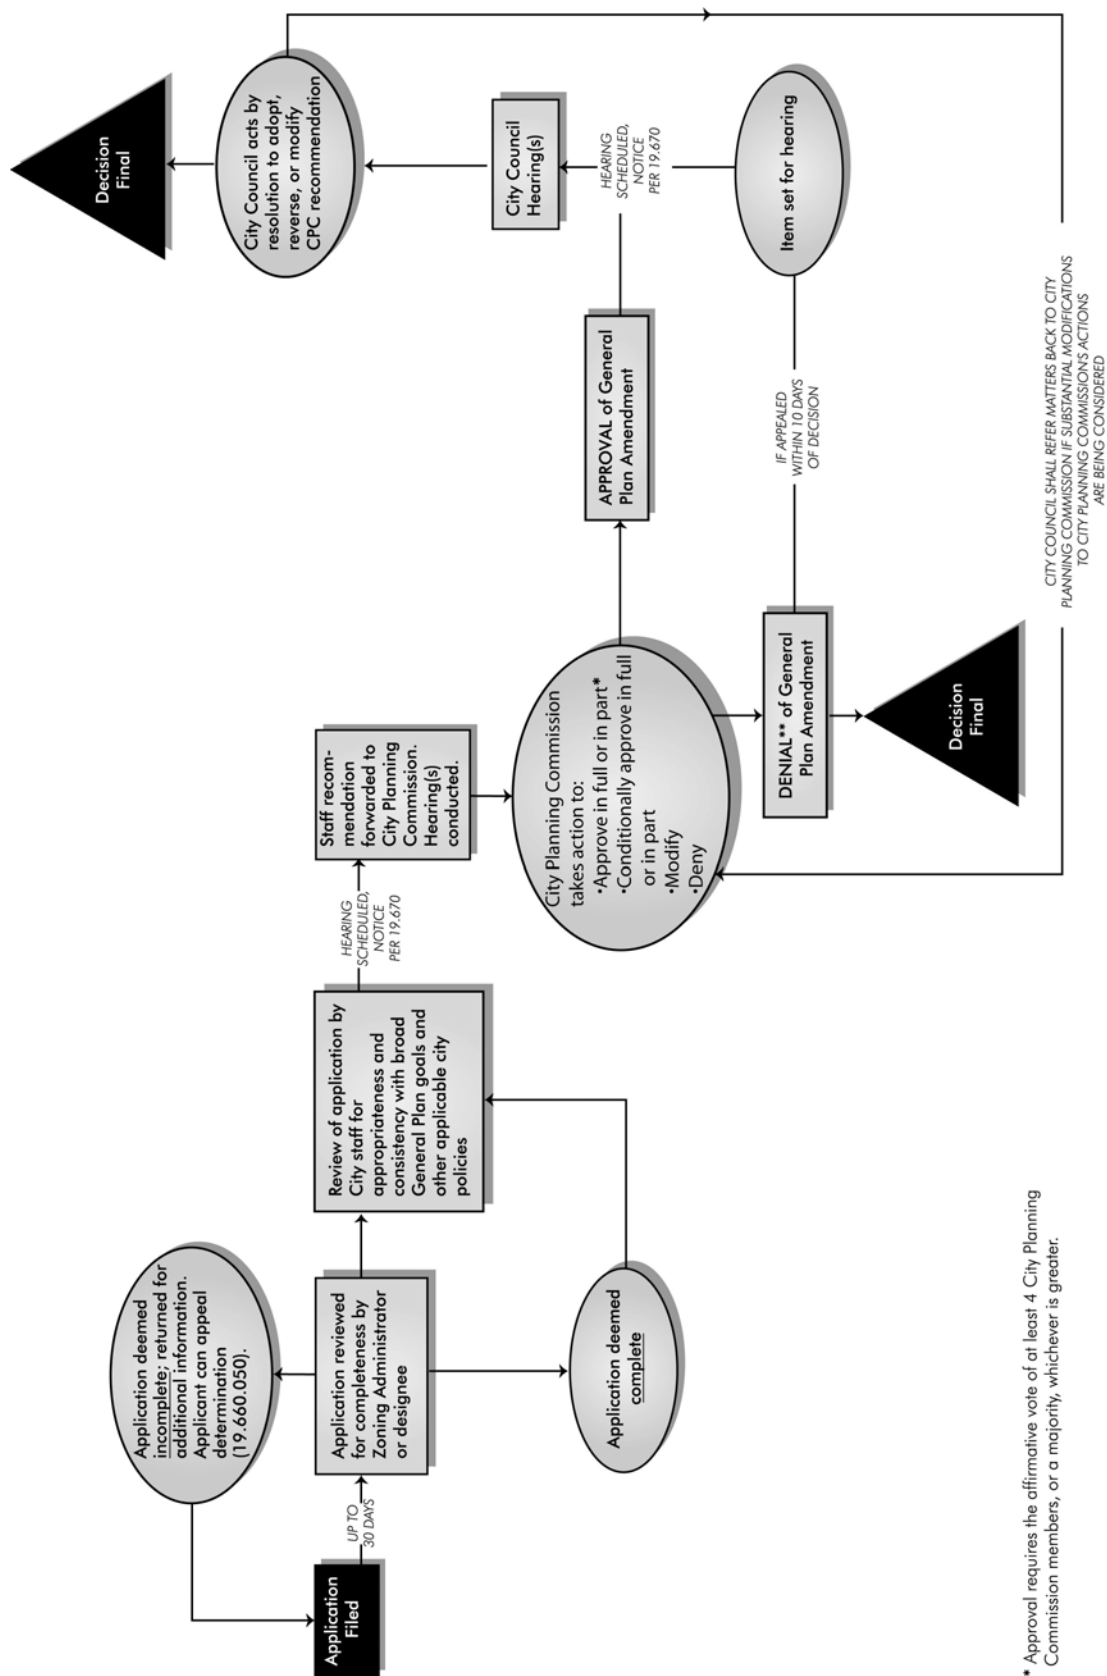 Application
Filed
UP TO
30 DAYS
Application deemed
incomplete; returned for
additional information.
Applicant can appeal
determination
(19.660.050).
Application reviewed
for completeness by
Zoning Administrator
or designee
Application deemed
complete
Review of application by
City staff for
appropriateness and
consistency with broad
General Plan goals and
other applicable city
policies
HEARING
SCHEDULED,
NOTICE
PER 19.670
Staff recom-
mendation
forwarded to
City Planning
Commission.
Hearing(s)
conducted.
City Planning Commission
takes action to:
•Approve in full or in part*
•Conditionally approve in full
or in part
•Modify
•Deny
APPROVAL of General
Plan Amendment
DENIAL** of General
Plan Amendment
Decision
Final
IF APPEALED
WITHIN 10 DAYS
OF DECISION
Item set for hearing
HEARING
SCHEDULED,
NOTICE
PER 19.670
City Council
Hearing(s)
City Council acts by
resolution to adopt,
reverse, or modify
CPC recommendation
Decision
Final
CITY COUNCIL SHALL REFER MATTERS BACK TO CITY
PLANNING COMMISSION IF SUBSTANTIAL MODIFICATIONS
TO CITY PLANNING COMMISSION'S ACTIONS
ARE BEING CONSIDERED
* Approval requires the affirmative vote of at least 4 City Planning
Commission members, or a majority, whichever is greater.